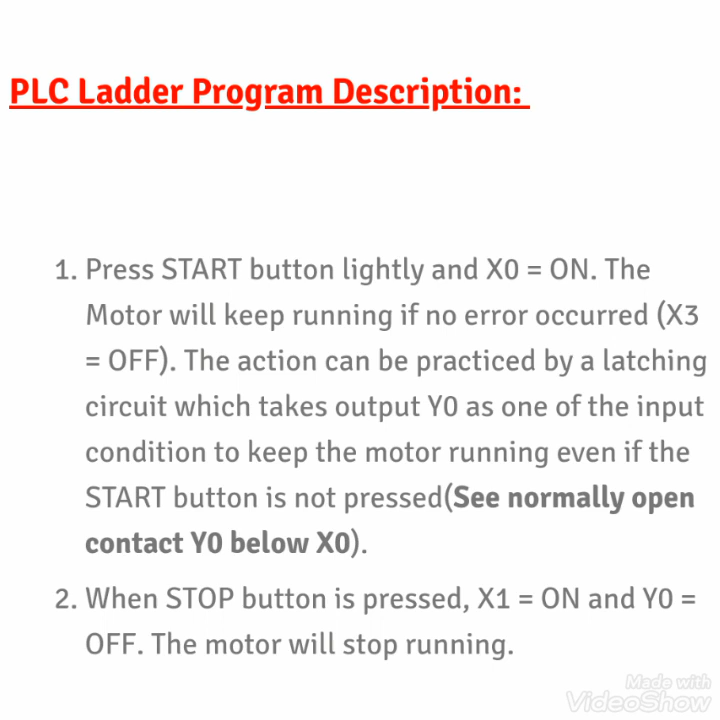 PLC Ladder Program Description:
1. Press START button lightly and X0 = ON. The
Motor will keep running if no error occurred (X3
= OFF). The action can be practiced by a latching
circuit which takes output Y0 as one of the input
condition to keep the motor running even if the
START button is not pressed(See normally open
contact Y0 below X0).
2. When STOP button is pressed, X1 = ON and Y0 =
OFF. The motor will stop running.
Made with
VideoShow